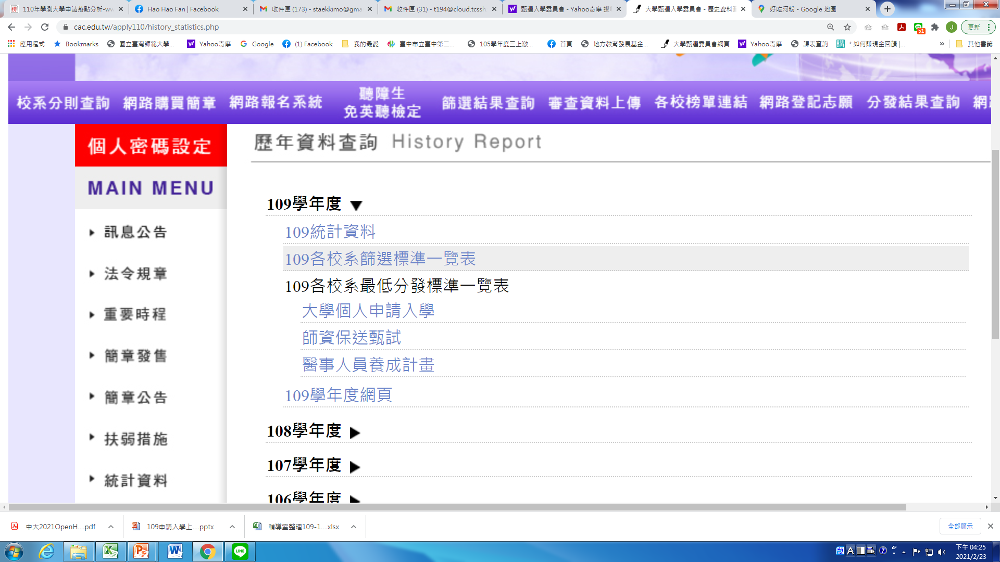 110年學測大學申請落點分析-ww
Hao Hao Fan | Facebook
收件匣 (173) - staekkimo@gma
收件匣 (31) - t194@cloud.tcssh.
甄選入學委員會 - Yahoo奇摩 搜
大學甄選入學委員會 - 歷史資料
好吃河粉 - Google 地圖
cac.edu.tw/apply110/history_statistics.php
51
J
更新
應用程式
Bookmarks
國立臺灣師範大學...
Yahoo奇摩
Google
(1) Facebook
我的最愛
臺中市立臺中第二...
105學年度三上激...
首頁
地方教育發展基金...
大學甄選委員會網頁
Yahoo奇摩
課表查詢
* 如何賺現金回饋 |...
其他書籤
校系分則查詢
網路購買簡章
網路報名系統
聽障生
免英聽檢定
篩選結果查詢
審查資料上傳
各校榜單連結
網路登記志願
分發結果查詢
網
個人密碼設定
MAIN MENU
訊息公告
法令規章
重要時程
簡章發售
簡章公告
扶弱措施
統計資料
歷年資料查詢 History Report
109學年度 ▼
109統計資料
109各校系篩選標準一覽表
109各校系最低分發標準一覽表
大學個人申請入學
師資保送甄試
醫事人員養成計畫
109學年度網頁
108學年度 ▶
107學年度 ▶
106學年度 ▶
中大2021OpenH....pdf
109申請入學上....pptx
輔導室整理109-1....xlsx
全部顯示
LINE
A
下午 04:25
2021/2/23